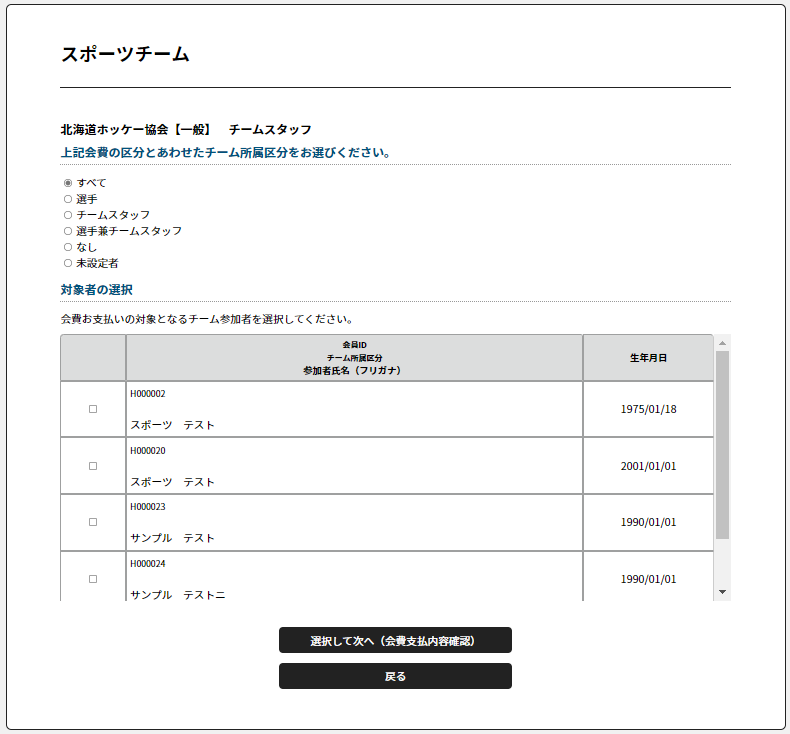 スポーツチーム
北海道ホッケー協会【一般】　チームスタッフ
上記会費の区分とあわせたチーム所属区分をお選びください。
すべて
選手
チームスタッフ
選手兼チームスタッフ
なし
未設定者
対象者の選択
会費お支払いの対象となるチーム参加者を選択してください。
会員ID
チーム所属区分
参加者氏名（フリガナ）
生年月日
H000002
スポーツ　テスト
1975/01/18
H000020
スポーツ　テスト
2001/01/01
H000023
サンプル　テスト
1990/01/01
H000024
サンプル　テストニ
1990/01/01
選択して次へ（会費支払内容確認）
戻る